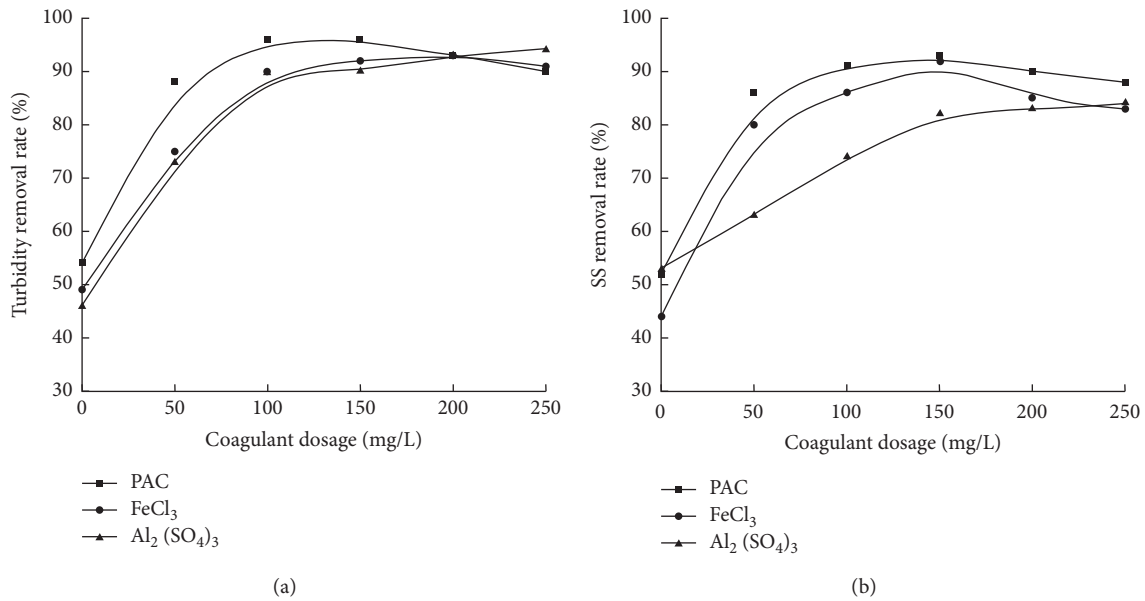 100
90
80
70
60
50
40
30
Turbidity removal rate (%)
0 50 100 150 200 250
Coagulant dosage (mg/L)
PAC
FeCl3
Al2 (SO4)3
(a)
100
90
80
70
60
50
40
30
SS removal rate (%)
0 50 100 150 200 250
Coagulant dosage (mg/L)
PAC
FeCl3
Al2 (SO4)3
(b)